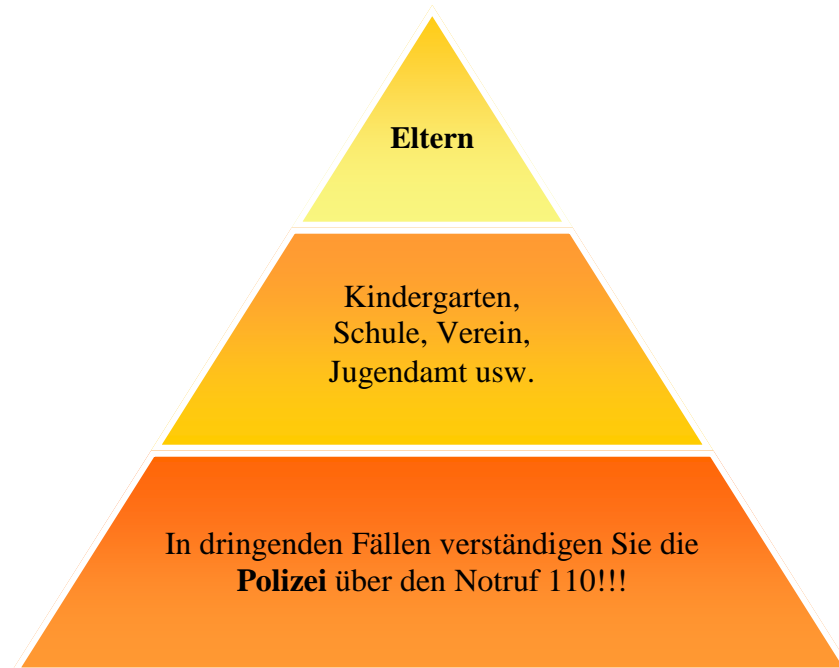 Eltern
Kindergarten,
Schule, Verein,
Jugendamt usw.
In dringenden Fällen verständigen Sie die
Polizei über den Notruf 110!!!